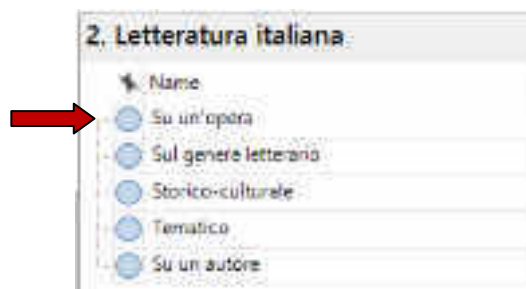 2. Letteratura italiana
Name
Su un'opera
Sul genere letterario
Storico-culturale
Tematico
Su un autore